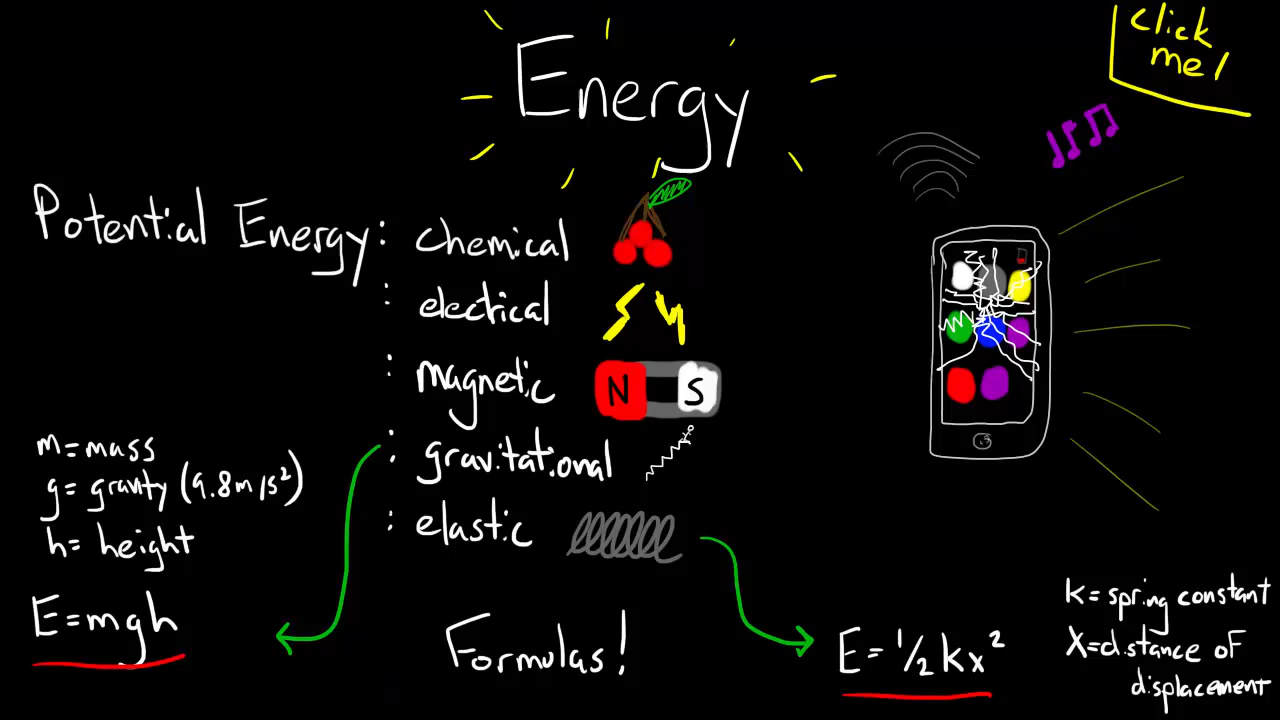 Energy
click
me!
Potential Energy: chemical
: electrical
: magnetic
N S
: gravitational
: elastic
m=mass
g=gravity (9.8m/s²)
h=height
E=mgh
Formulas!
E=1/2kx²
k=spring constant
X=distance of
displacement